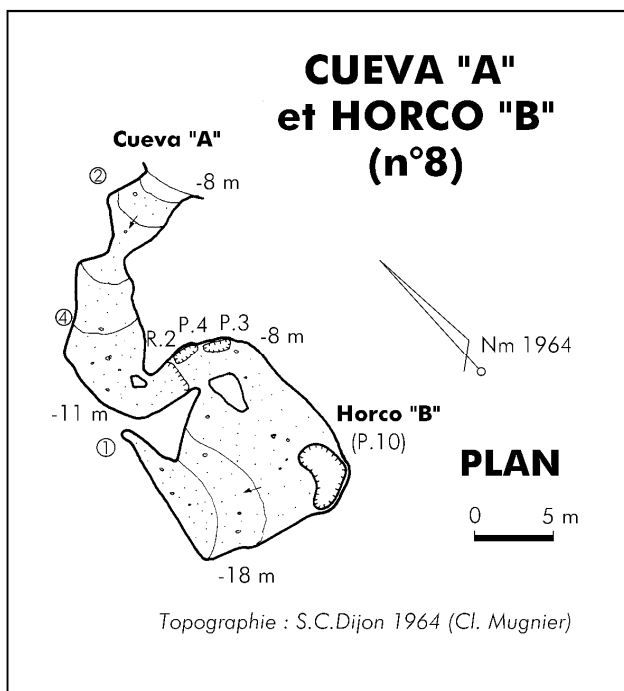 CUEVA "A"
et HORCO "B"
(n°8)
Cueva "A"
②
-8 m
④
R.2
P.4
P.3
-8 m
Nm 1964
-11 m
①
Horco "B"
(P.10)
PLAN
0 5 m
-18 m
Topographie : S.C.Dijon 1964 (Cl. Mugnier)